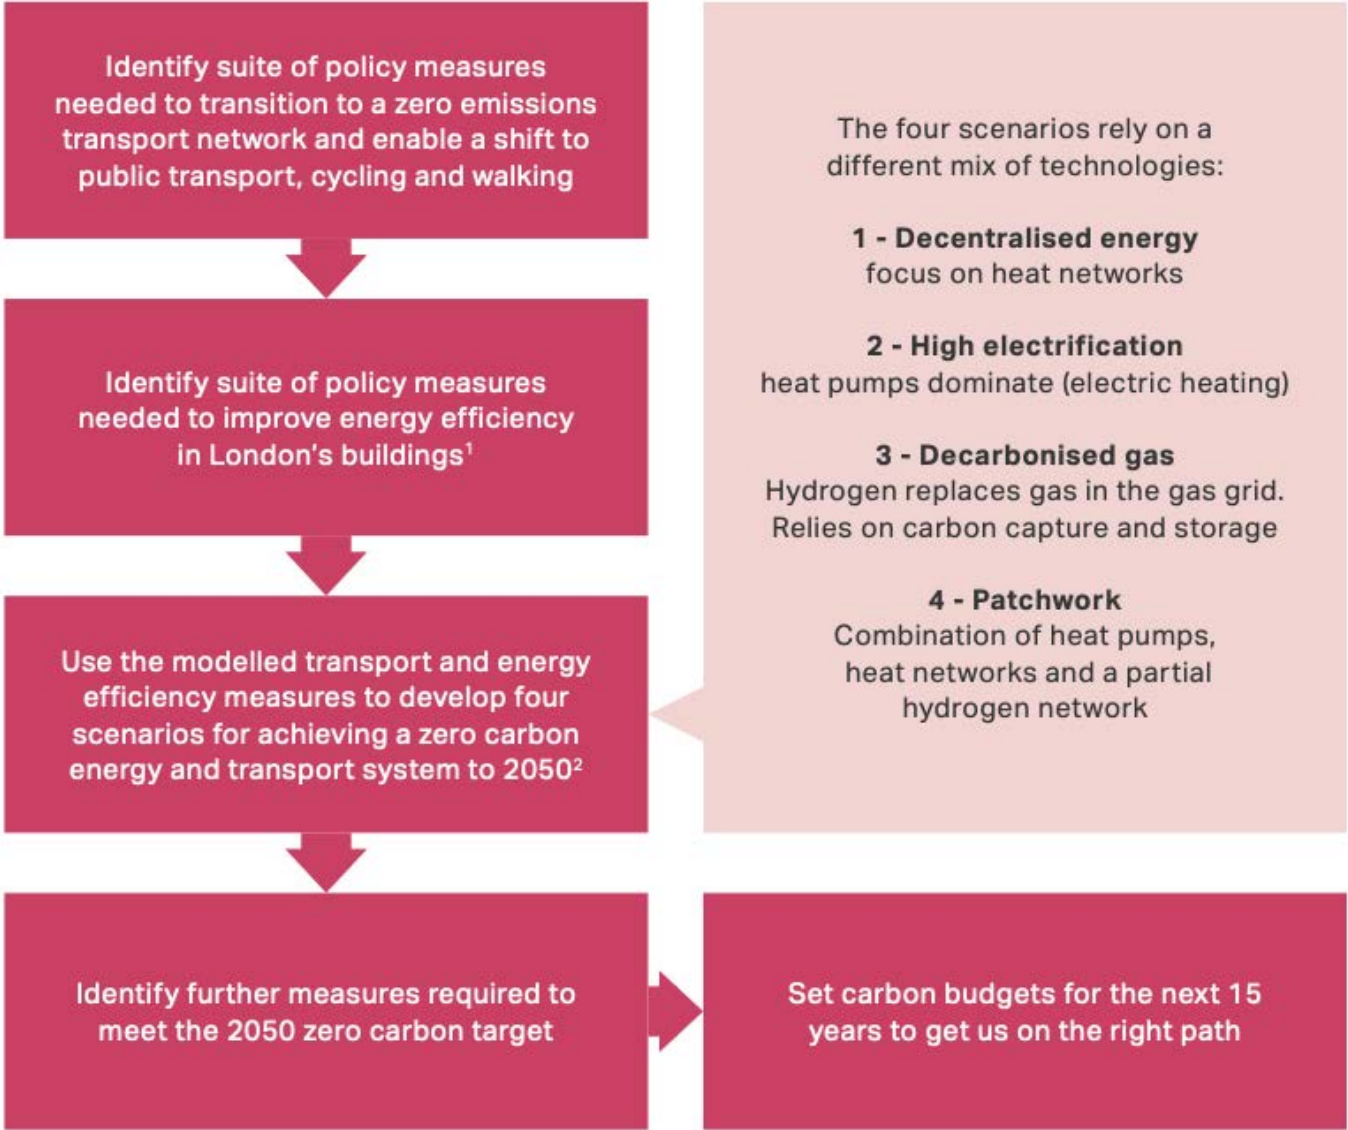 Identify suite of policy measures
needed to transition to a zero emissions
transport network and enable a shift to
public transport, cycling and walking
Identify suite of policy measures
needed to improve energy efficiency
in London's buildings¹
Use the modelled transport and energy
efficiency measures to develop four
scenarios for achieving a zero carbon
energy and transport system to 2050²
The four scenarios rely on a
different mix of technologies:
1 - Decentralised energy
focus on heat networks
2 - High electrification
heat pumps dominate (electric heating)
3 - Decarbonised gas
Hydrogen replaces gas in the gas grid.
Relies on carbon capture and storage
4 - Patchwork
Combination of heat pumps,
heat networks and a partial
hydrogen network
Identify further measures required to
meet the 2050 zero carbon target
Set carbon budgets for the next 15
years to get us on the right path